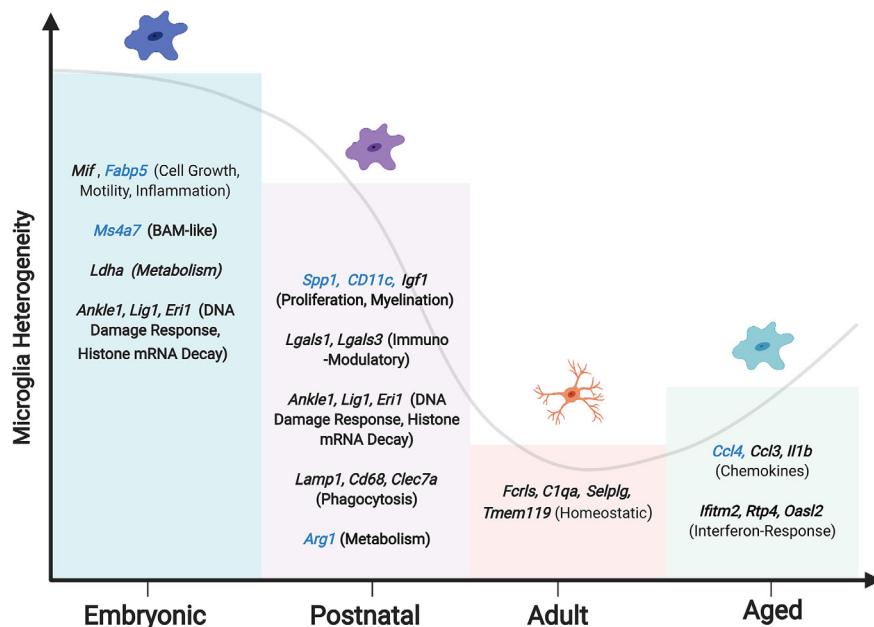 Microglia Heterogeneity
Mif , Fabp5 (Cell Growth,
Motility, Inflammation)
Ms4a7 (BAM-like)
Ldha (Metabolism)
Ankle1, Lig1, Eri1 (DNA
Damage Response,
Histone mRNA Decay)
Spp1, CD11c, Igf1
(Proliferation, Myelination)
Lgals1, Lgals3 (Immuno
-Modulatory)
Ankle1, Lig1, Eri1 (DNA
Damage Response, Histone
mRNA Decay)
Lamp1, Cd68, Clec7a
(Phagocytosis)
Arg1 (Metabolism)
Fcrls, C1qa, Selplg,
Tmem119 (Homeostatic)
Ccl4, Ccl3, Il1b
(Chemokines)
Ifitm2, Rtp4, Oasl2
(Interferon-Response)
Embryonic
Postnatal
Adult
Aged